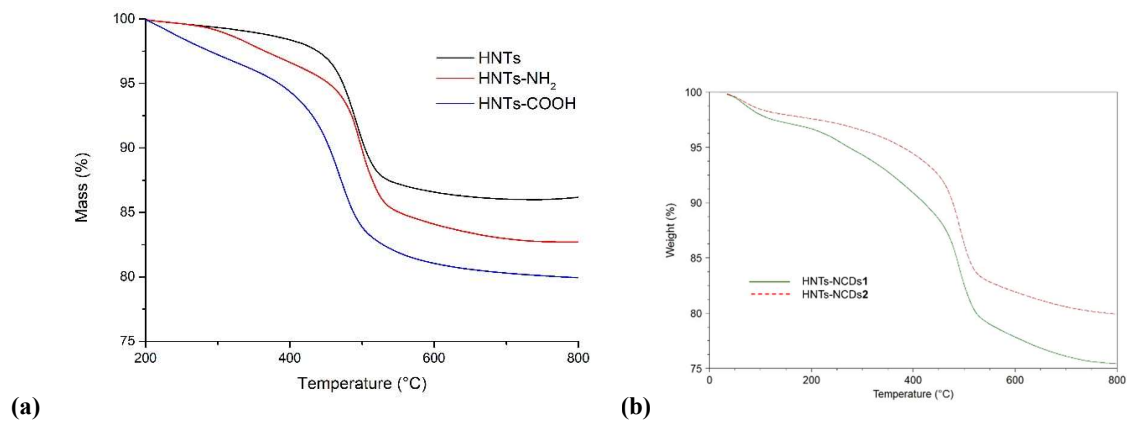 100
95
90
85
80
75
200
400
600
800
Mass (%)
Temperature (°C)
HNTs
HNTs-NH₂
HNTs-COOH
(a)
100
95
90
85
80
75
0
200
400
600
800
Weight (%)
Temperature (°C)
HNTs-NCDs1
HNTs-NCDs2
(b)